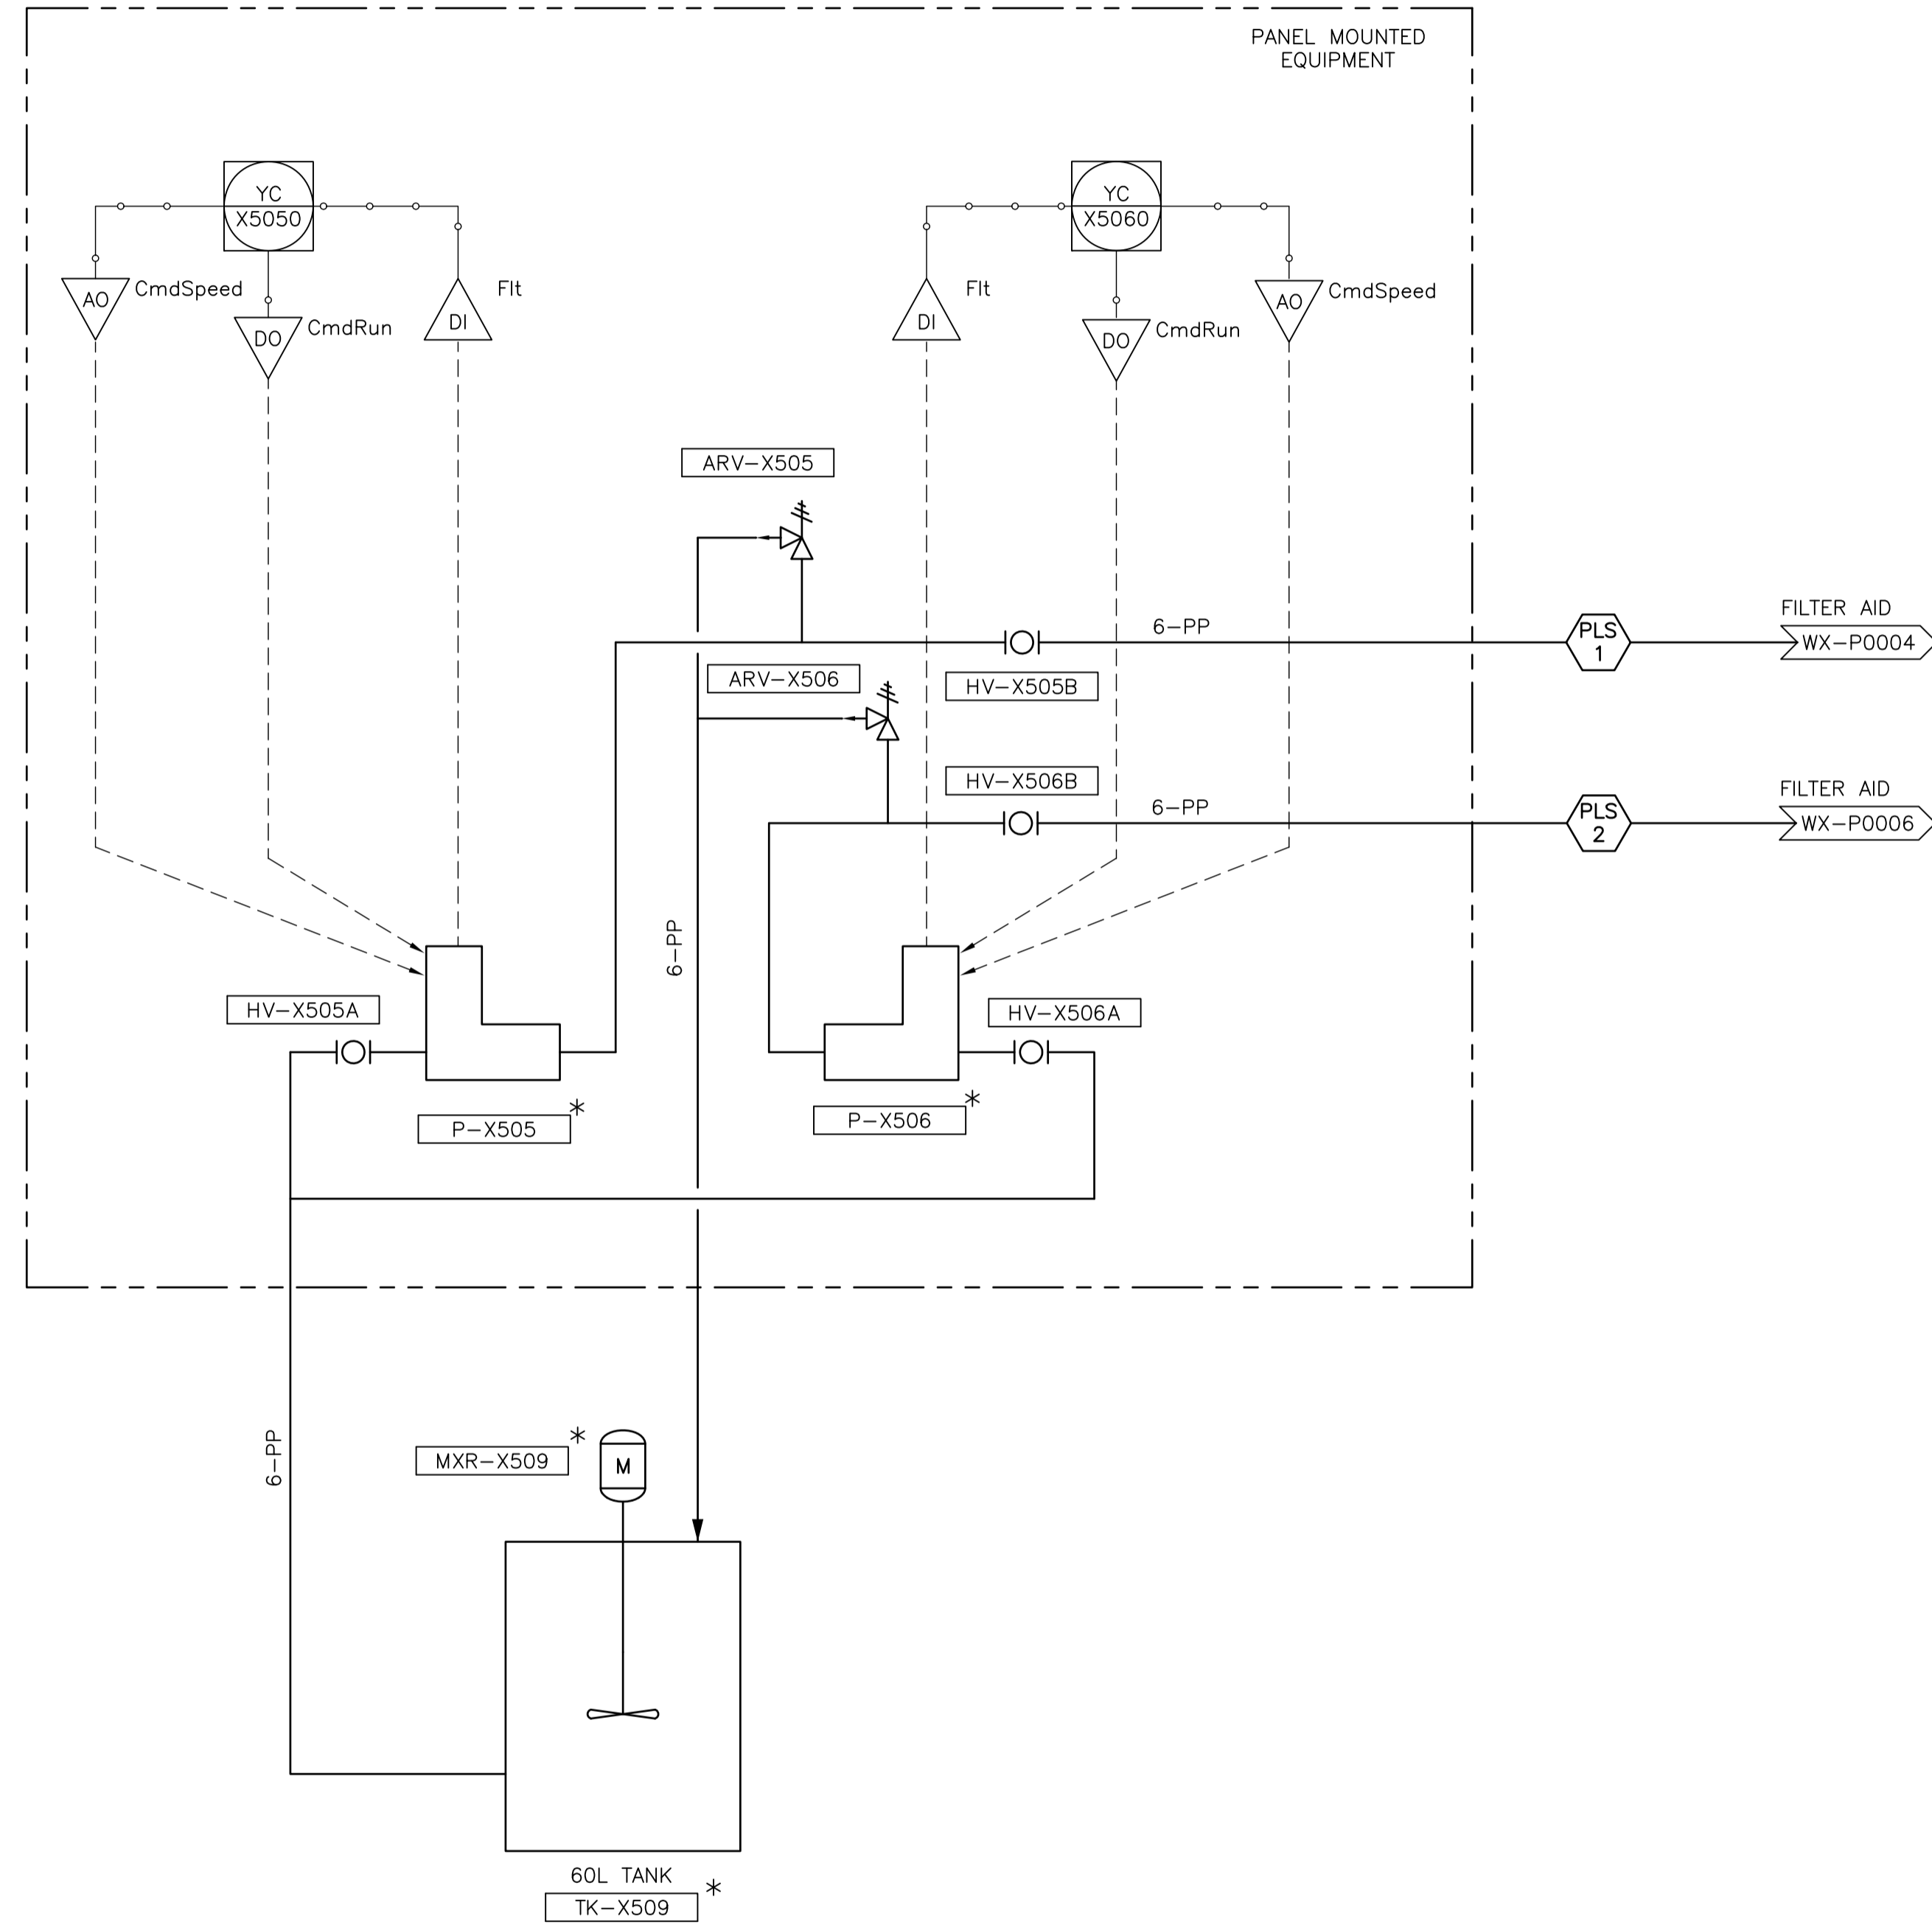 PANEL MOUNTED
EQUIPMENT
YC
X5050
YC
X5060
AO
CmdSpeed
DO
CmdRun
DI
Flt
DI
Flt
DO
CmdRun
AO
CmdSpeed
ARV-X505
6-PP
FILTER AID
PLS
1
WX-P0004
ARV-X506
HV-X505B
HV-X506B
6-PP
FILTER AID
PLS
2
WX-P0006
6-PP
HV-X505A
HV-X506A
P-X505 *
P-X506 *
6-PP
MXR-X509 *
M
60L TANK
TK-X509 *